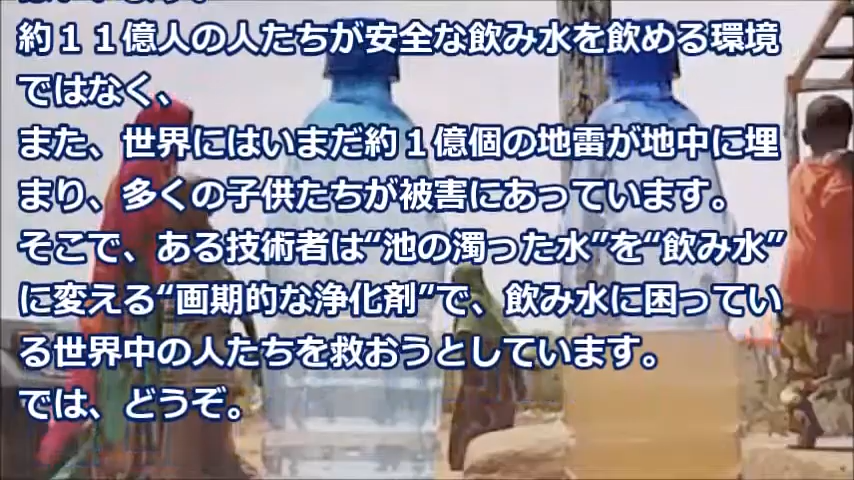 約１１億人の人たちが安全な飲み水を飲める環境
ではなく、
また、世界にはいまだ約１億個の地雷が地中に埋
まり、多くの子供たちが被害にあっています。
そこで、ある技術者は“池の濁った水”を“飲み水”
に変える“画期的な浄化剤”で、飲み水に困ってい
る世界中の人たちを救おうとしています。
では、どうぞ。